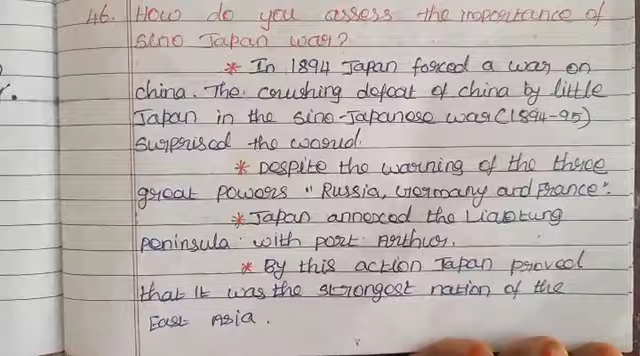 46. How do you assess the importance of
sino Japan war?
* In 1894 Japan forced a war on
china. The crushing defeat of china by little
Japan in the sino-Japanese war (1894-95)
surprised the world.
* Despite the warning of the three
great powers "Russia, Germany and France".
* Japan annexed the Liaotung
peninsula with port Arthur.
* By this action Japan proved
that It was the strongest nation of the
East Asia.